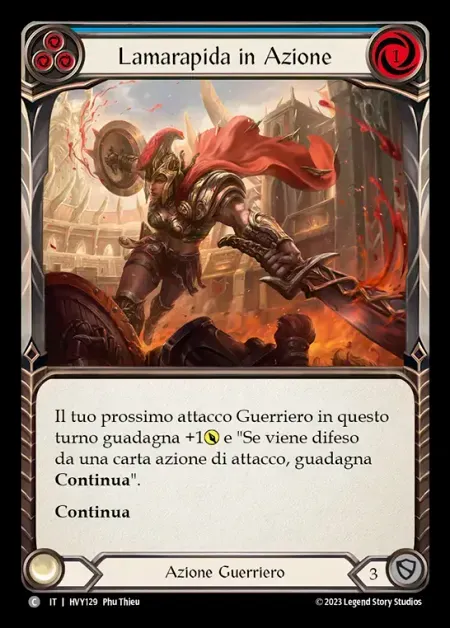 Lamarapida in Azione
1
Il tuo prossimo attacco Guerriero in questo
turno guadagna +1 e "Se viene difeso
da una carta azione di attacco, guadagna
Continua".
Continua
Azione Guerriero
3
C IT | HVY129 Phu Thieu
© 2023 Legend Story Studios